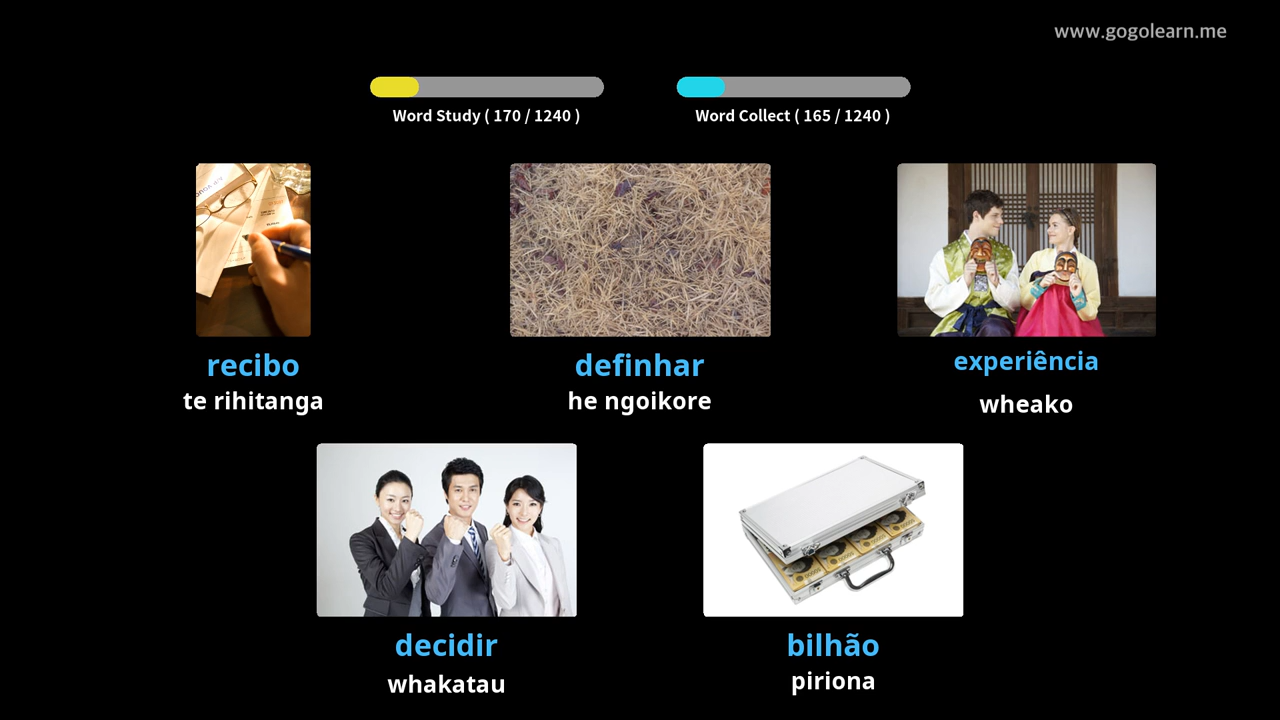 www.gogolearn.me
Word Study ( 170 / 1240 )
Word Collect ( 165 / 1240 )
recibo
te rihitanga
definhar
he ngoikore
experiência
wheako
decidir
whakatau
bilhão
piriona